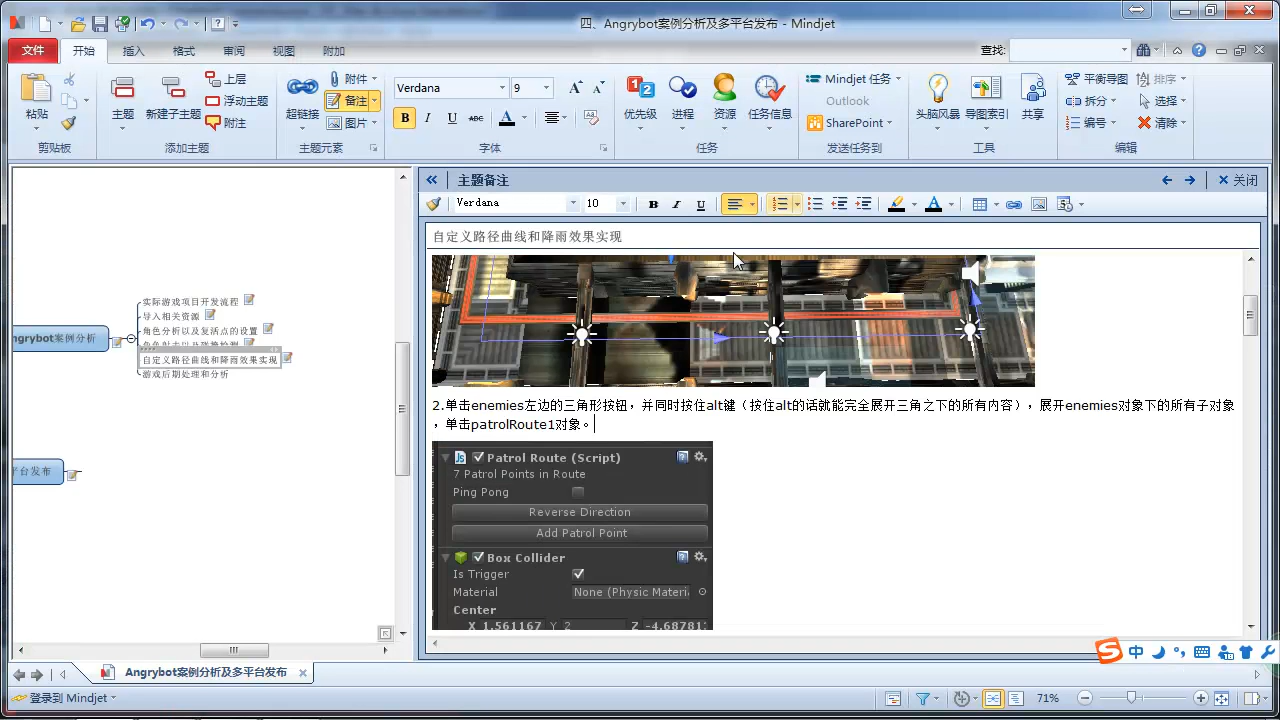 四、Angrybot案例分析及多平台发布 - Mindjet
文件 开始 插入 格式 审阅 视图 附加 查找:
粘贴 主题 新建子主题 上层 浮动主题 附注 超链接 附件 备注 图片
剪贴板 添加主题 主题元素
Verdana 9
B I U ABC A
字体
优先级 进程 资源 任务信息
任务
Mindjet 任务 Outlook SharePoint
发送任务到
头脑风暴 导图索引 共享
工具
平衡导图 排序 拆分 选择 编号 清除
编辑
实际游戏项目开发流程
导入相关资源
角色分析以及复活点的设置
ngrybot案例分析
自定义路径曲线和降雨效果实现
游戏后期处理和分析
平台发布
主题备注 关闭
Verdana 10 B I U A
自定义路径曲线和降雨效果实现
2.单击enemies左边的三角形按钮，并同时按住alt键（按住alt的话就能完全展开三角之下的所有内容），展开enemies对象下的所有子对象
，单击patrolRoute1对象。
Js Patrol Route (Script)
7 Patrol Points in Route
Ping Pong
Reverse Direction
Add Patrol Point
Box Collider
Is Trigger
Material None (Physic Materi
Center
X 1.561167 Y 2 Z -4.68781
中
Angrybot案例分析及多平台发布
登录到 Mindjet 71%